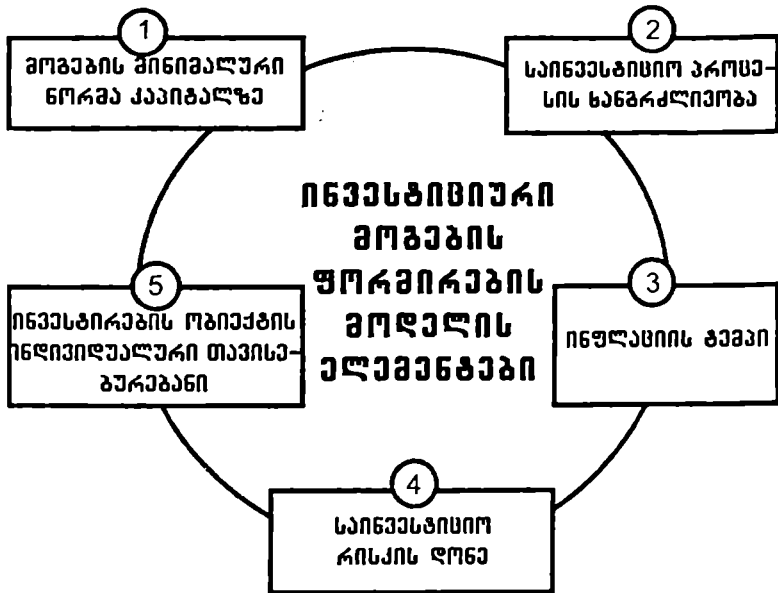 1
მოგების მინიმალური
ნორმა კაპიტალზე
2
საინვესტიციო პროცე-
სის ხანგრძლივობა
ინვესტიციური
მოგების
ფორმირების
მოდელის
ელემენტები
3
ინფლაციის ტემპი
4
საინვესტიციო
რისკის დონე
5
ინვესტირების ობიექტის
ინდივიდუალური თავისე-
ბურებანი